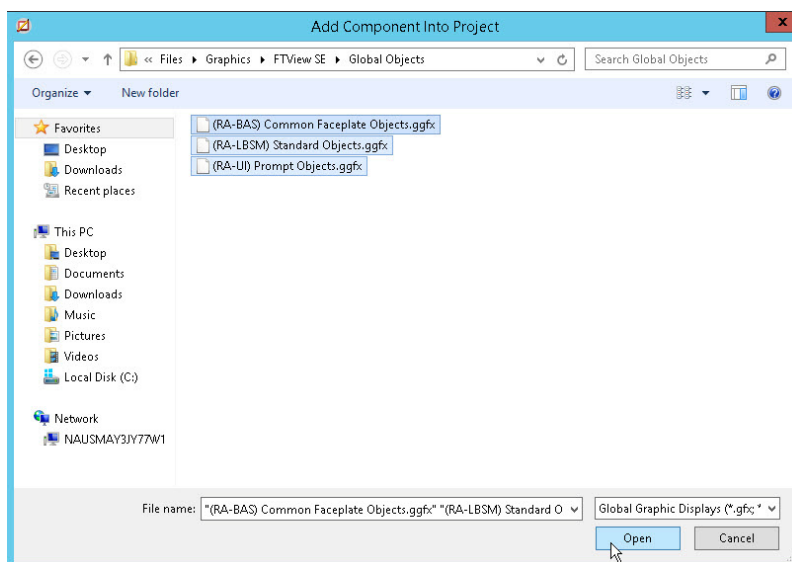 Add Component Into Project
x
« Files Graphics FTView SE Global Objects
Search Global Objects
Organize New folder
Favorites
Desktop
Downloads
Recent places
This PC
Desktop
Documents
Downloads
Music
Pictures
Videos
Local Disk (C:)
Network
NAUSMAY3JY77W1
(RA-BAS) Common Faceplate Objects.ggfx
(RA-LBSM) Standard Objects.ggfx
(RA-UI) Prompt Objects.ggfx
File name: "(RA-BAS) Common Faceplate Objects.ggfx" "(RA-LBSM) Standard O
Global Graphic Displays (*.gfx; *
Open Cancel